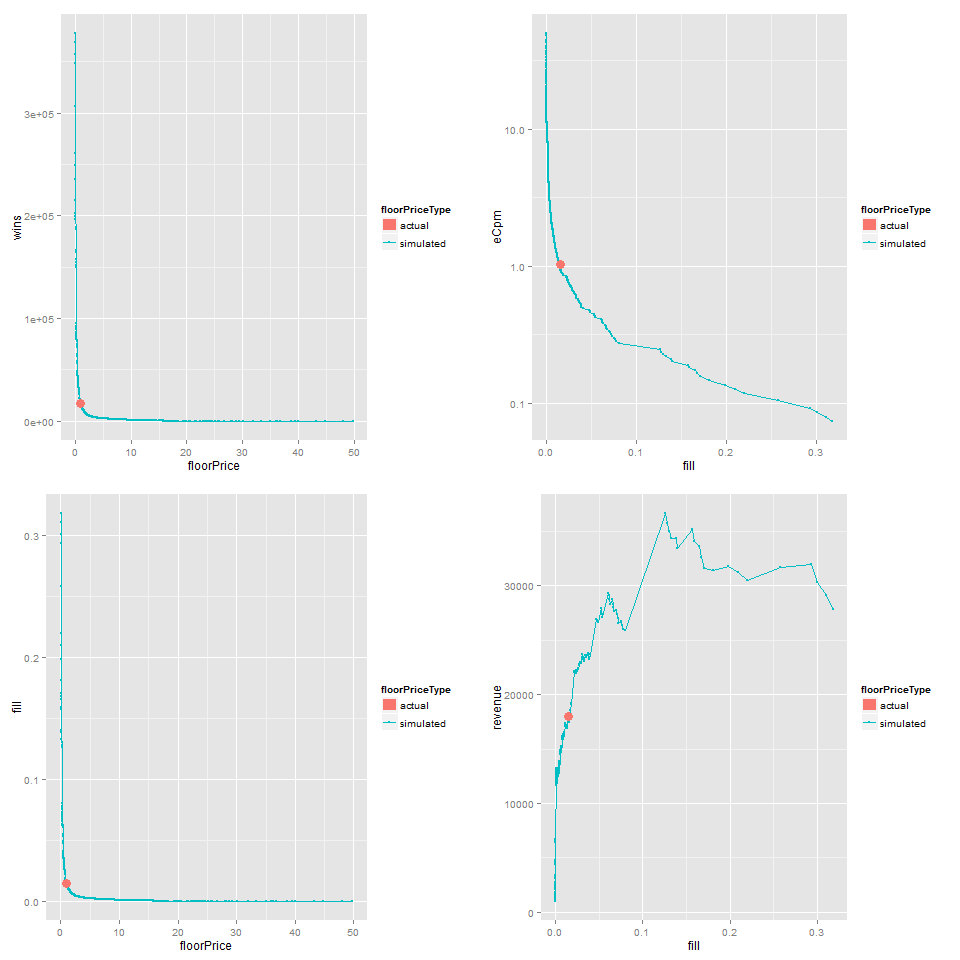 wins
3e+05
2e+05
1e+05
0e+00
0 10 20 30 40 50
floorPrice
floorPriceType
actual
simulated
eCpm
10.0
1.0
0.1
0.0 0.1 0.2 0.3
fill
floorPriceType
actual
simulated
fill
0.3
0.2
0.1
0.0
0 10 20 30 40 50
floorPrice
floorPriceType
actual
simulated
revenue
30000
20000
10000
0
0.0 0.1 0.2 0.3
fill
floorPriceType
actual
simulated